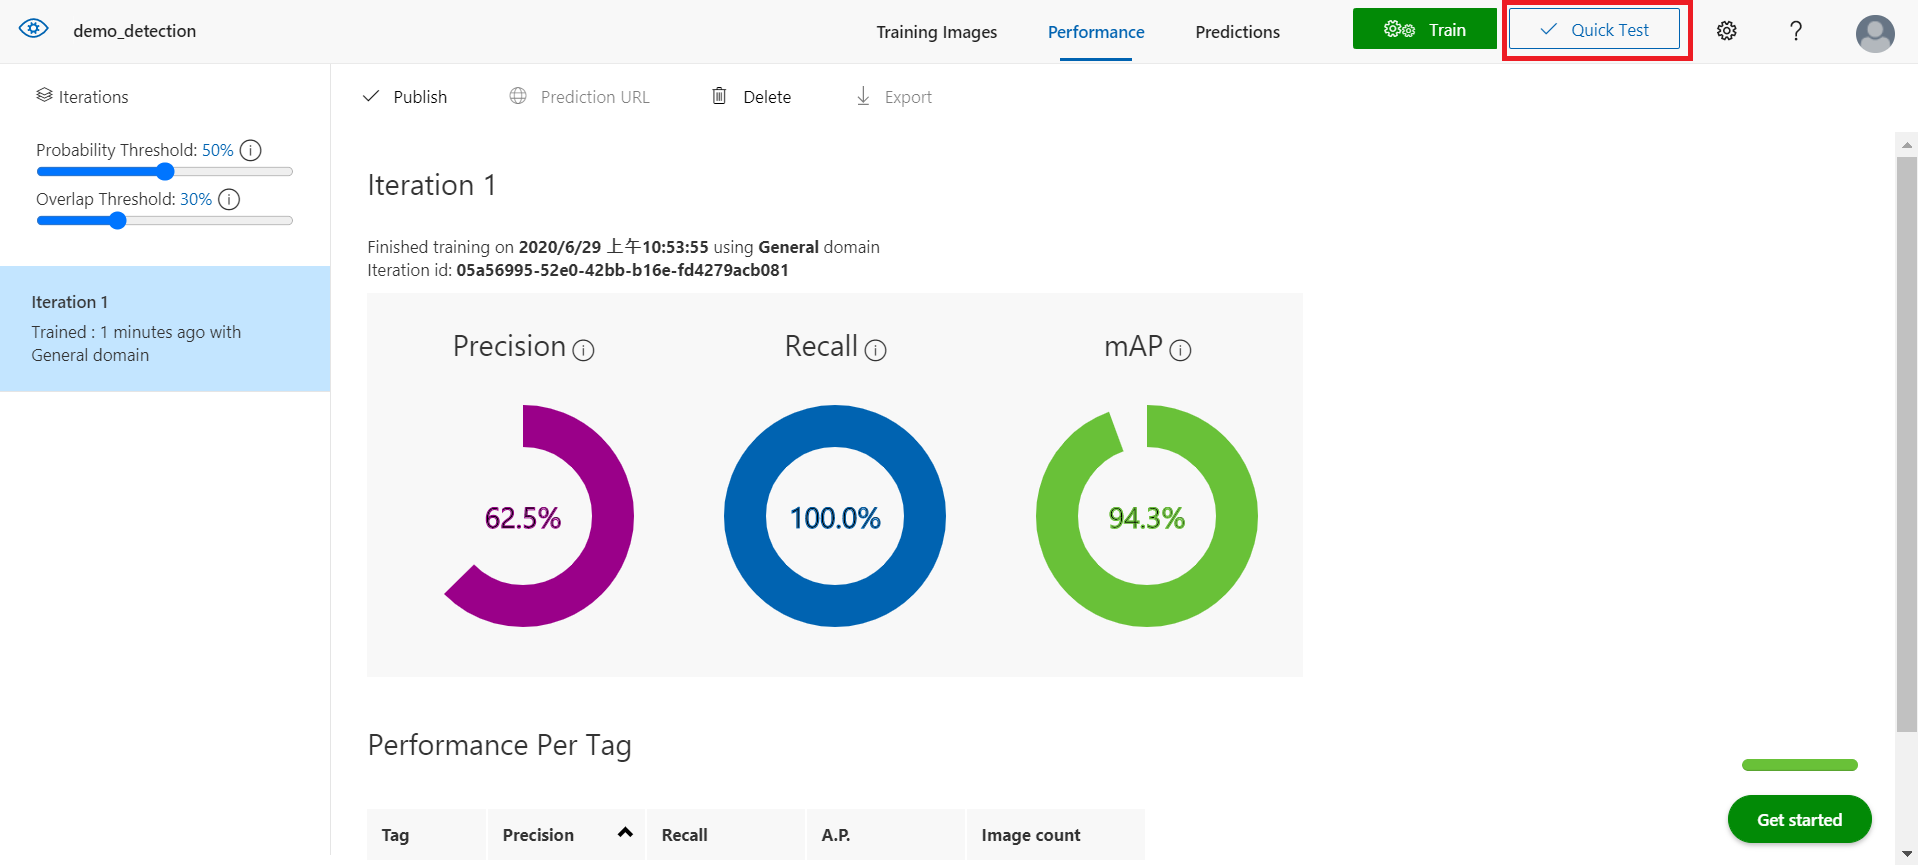 demo_detection
Training Images
Performance
Predictions
Train
Quick Test
?
Iterations
Publish
Prediction URL
Delete
Export
Probability Threshold: 50%
Overlap Threshold: 30%
Iteration 1
Trained : 1 minutes ago with
General domain
Iteration 1
Finished training on 2020/6/29 上午10:53:55 using General domain
Iteration id: 05a56995-52e0-42bb-b16e-fd4279acb081
Precision
Recall
mAP
62.5%
100.0%
94.3%
Performance Per Tag
Tag
Precision
Recall
A.P.
Image count
Get started